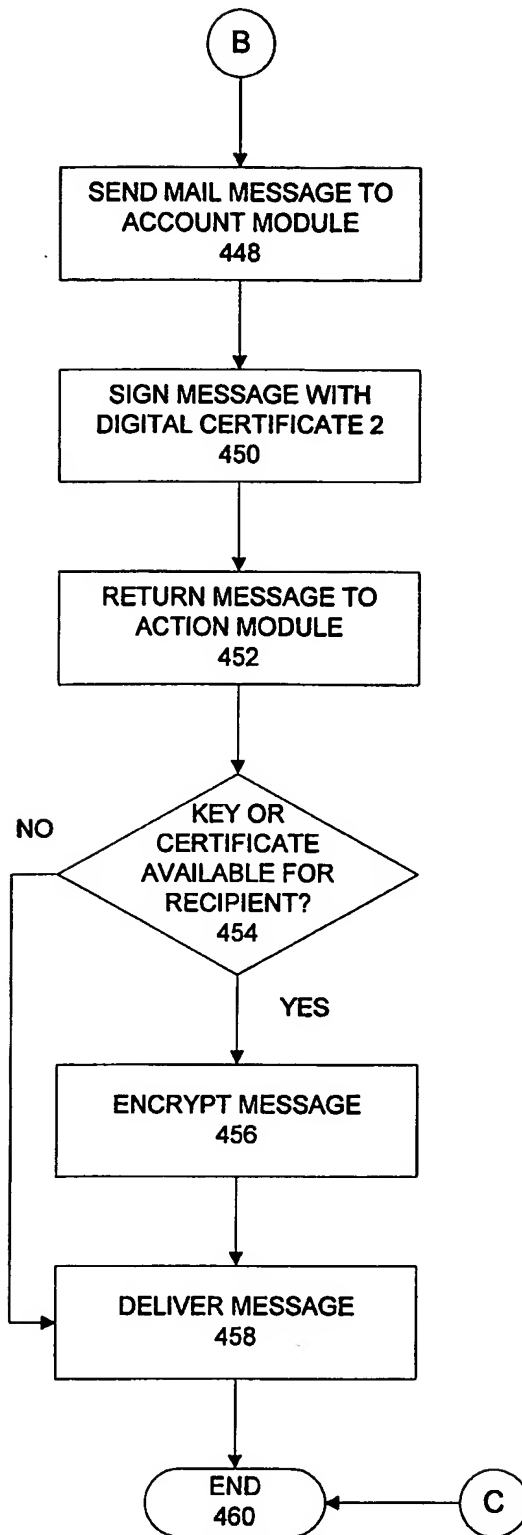 B
SEND MAIL MESSAGE TO
ACCOUNT MODULE
448
SIGN MESSAGE WITH
DIGITAL CERTIFICATE 2
450
RETURN MESSAGE TO
ACTION MODULE
452
KEY OR
CERTIFICATE
AVAILABLE FOR
RECIPIENT?
454
NO
YES
ENCRYPT MESSAGE
456
DELIVER MESSAGE
458
END
460
C